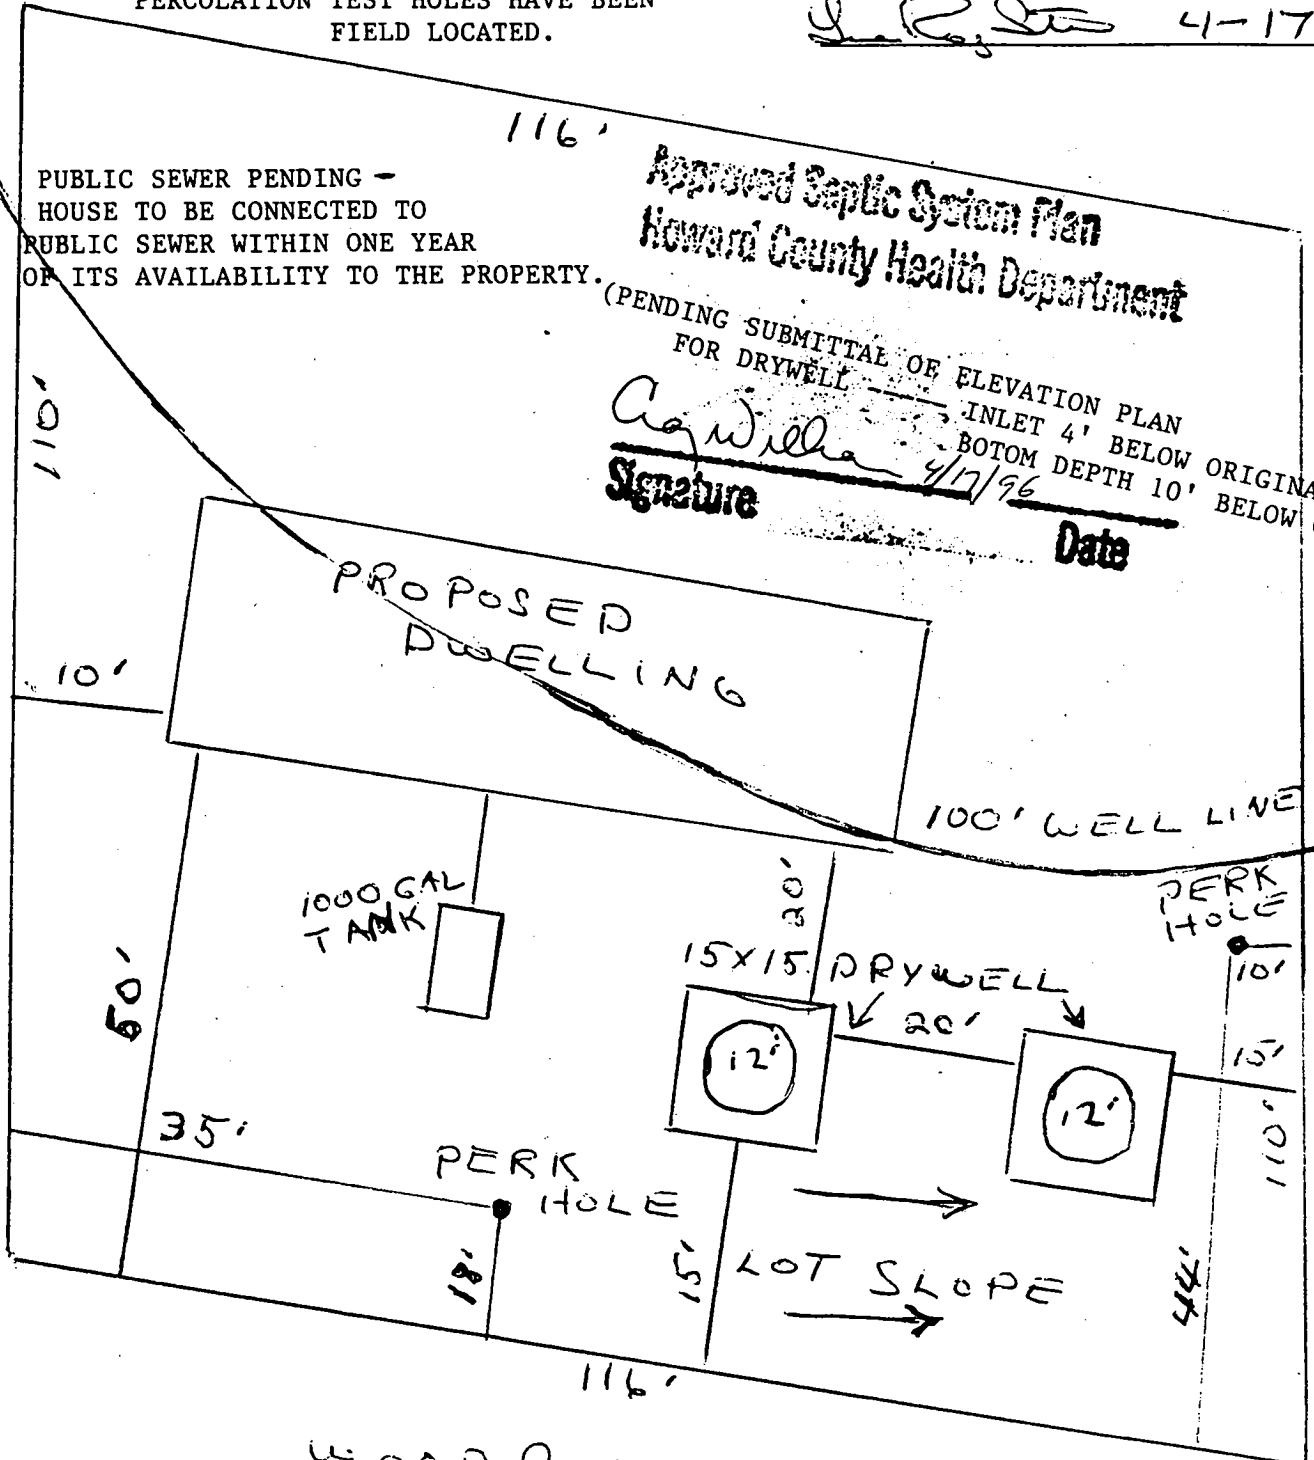 PERCOLATION TEST HOLES HAVE BEEN
FIELD LOCATED.
4-17
116'
PUBLIC SEWER PENDING -
HOUSE TO BE CONNECTED TO
PUBLIC SEWER WITHIN ONE YEAR
OF ITS AVAILABILITY TO THE PROPERTY.
Approved Septic System Plan
Howard County Health Department
(PENDING SUBMITTAL OF ELEVATION PLAN
FOR DRYWELL ---- INLET 4' BELOW ORIGINA
BOTOM DEPTH 10' BELOW
4/17/96
Signature
Date
110'
PROPOSED
DWELLING
10'
100' WELL LINE
1000 GAL
TANK
20'
PERK
HOLE
10'
15X15 DRYWELL
20'
12'
12'
15'
50'
110'
35'
PERK
HOLE
18'
15'
LOT SLOPE
44'
116'